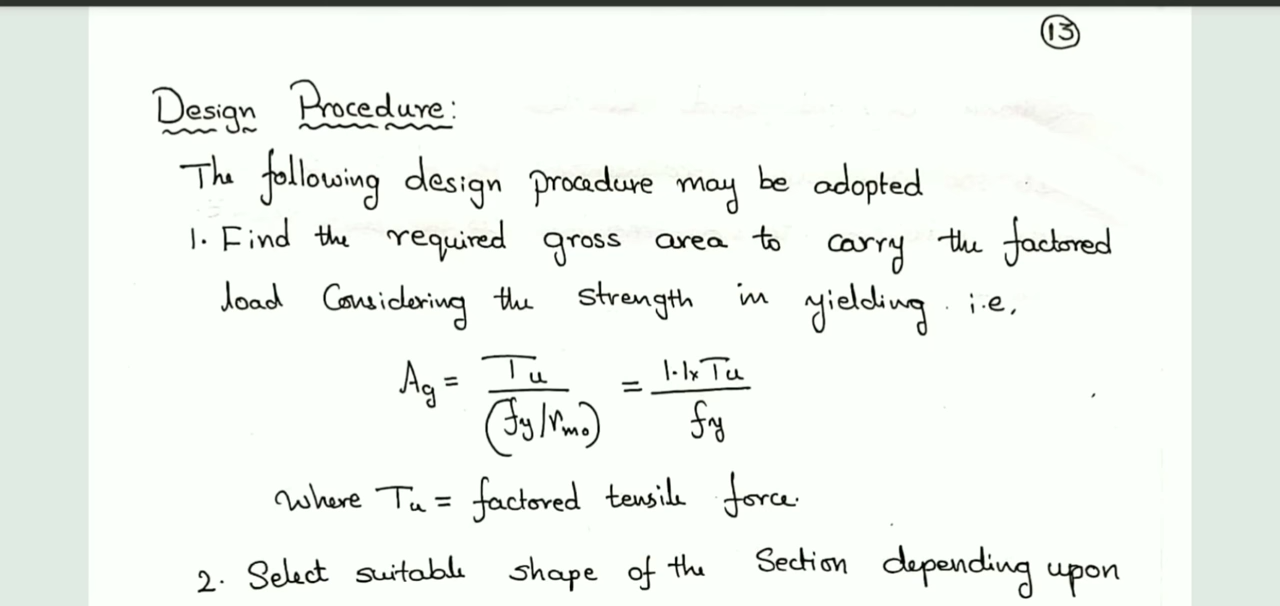 13
Design Procedure:
The following design procedure may be adopted
1. Find the required gross area to carry the factored
load Considering the strength in yielding. i.e,
Ag = Tu / (fy/γmo) = 1.1x Tu / fy
Where Tu = factored tensile force.
2. Select suitable shape of the Section depending upon